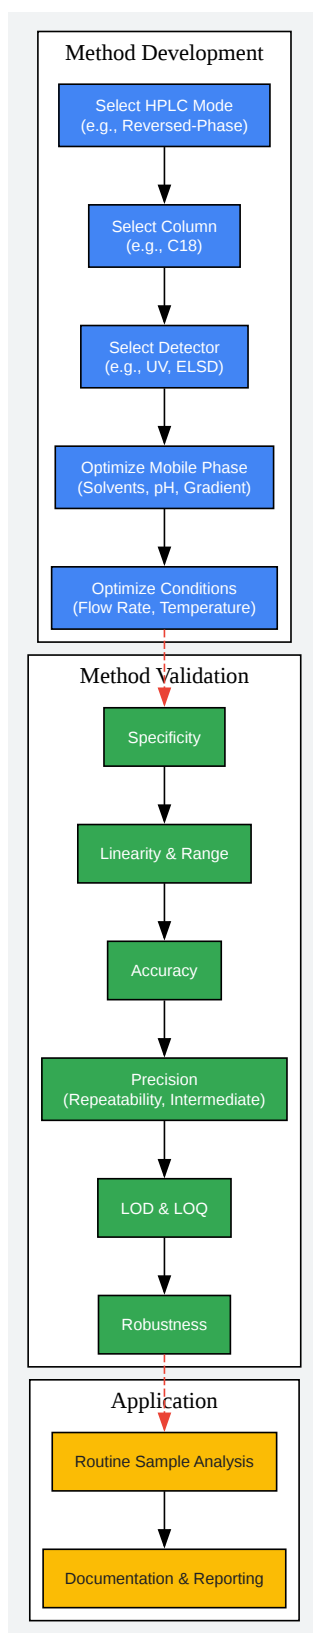 Method Development
Select HPLC Mode
(e.g., Reversed-Phase)
Select Column
(e.g., C18)
Select Detector
(e.g., UV, ELSD)
Optimize Mobile Phase
(Solvents, pH, Gradient)
Optimize Conditions
(Flow Rate, Temperature)
Method Validation
Specificity
Linearity & Range
Accuracy
Precision
(Repeatability, Intermediate)
LOD & LOQ
Robustness
Application
Routine Sample Analysis
Documentation & Reporting